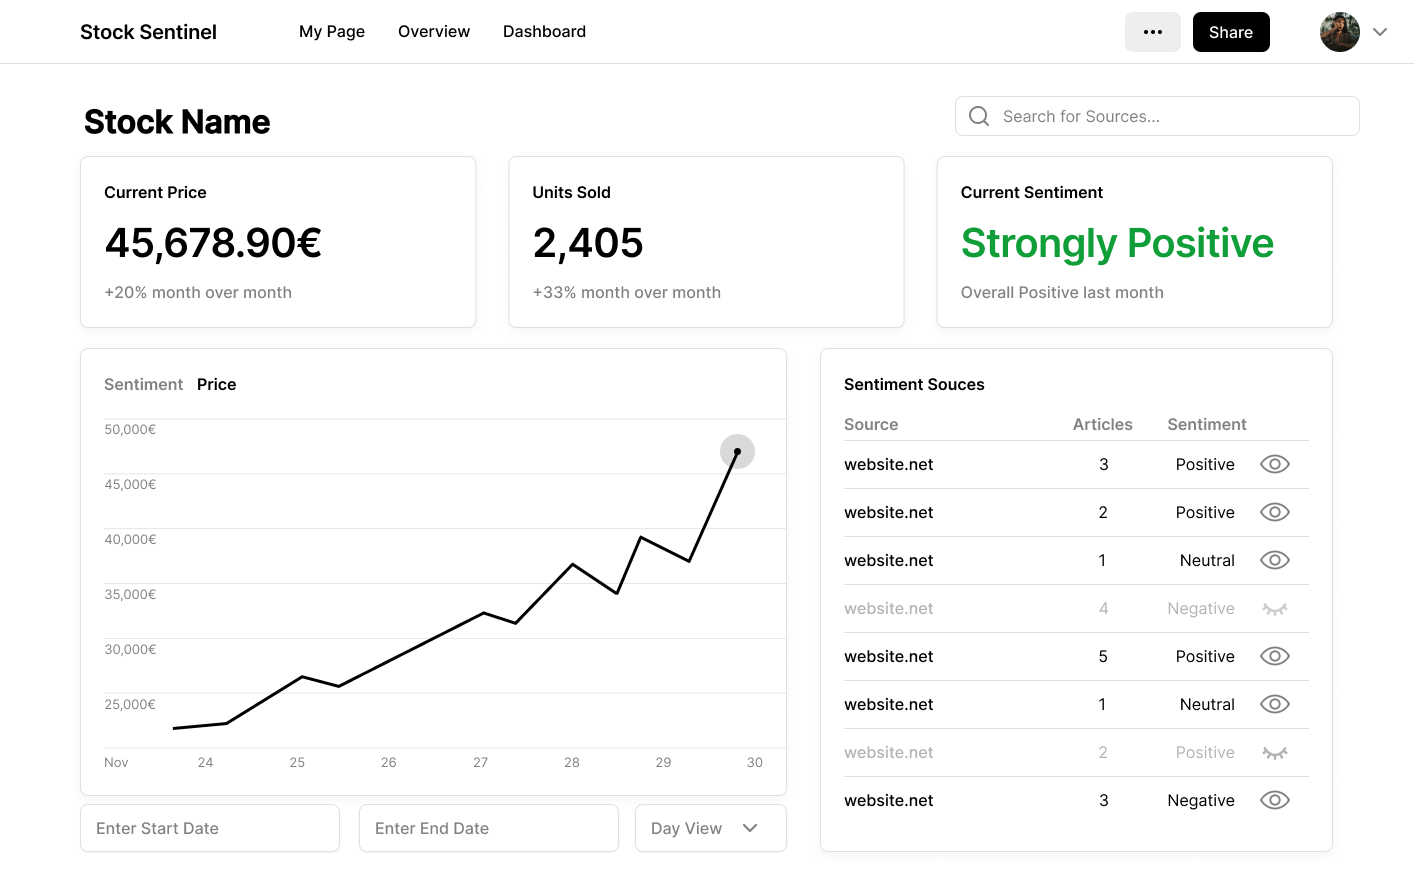 Stock Sentinel My Page Overview Dashboard ... Share
Stock Name
Search for Sources...
Current Price
45,678.90€
+20% month over month
Units Sold
2,405
+33% month over month
Current Sentiment
Strongly Positive
Overall Positive last month
Sentiment Price
50,000€
45,000€
40,000€
35,000€
30,000€
25,000€
Nov 24 25 26 27 28 29 30
Enter Start Date
Enter End Date
Day View
Sentiment Souces
Source Articles Sentiment
website.net 3 Positive
website.net 2 Positive
website.net 1 Neutral
website.net 4 Negative
website.net 5 Positive
website.net 1 Neutral
website.net 2 Positive
website.net 3 Negative